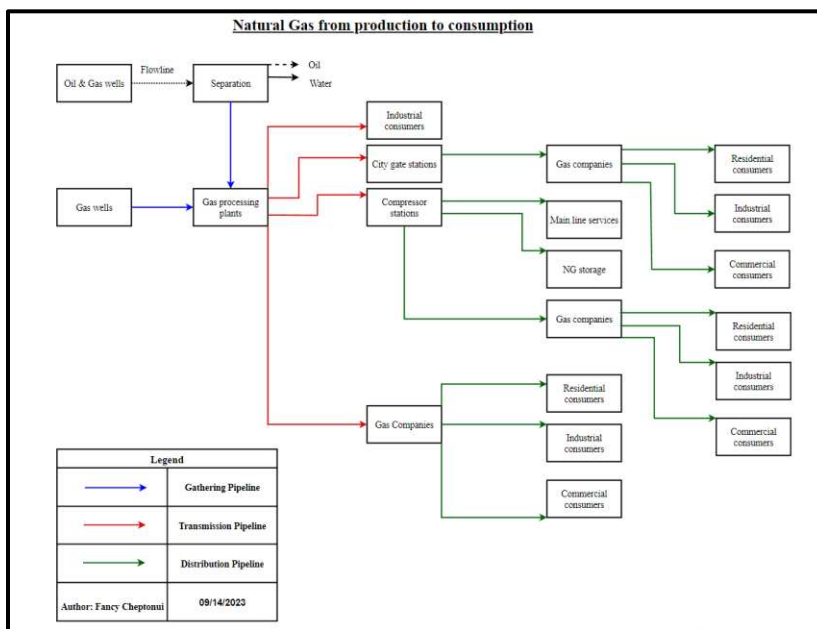 Natural Gas from production to consumption
Oil & Gas wells
Flowline
Separation
Oil
Water
Industrial
consumers
City gate stations
Gas companies
Residential
consumers
Gas wells
Gas processing
plants
Compressor
stations
Main line services
Industrial
consumers
NG storage
Commercial
consumers
Gas companies
Residential
consumers
Industrial
consumers
Commercial
consumers
Gas Companies
Residential
consumers
Industrial
consumers
Commercial
consumers
Legend
Gathering Pipeline
Transmission Pipeline
Distribution Pipeline
Author: Fancy Cheptonui
09/14/2023